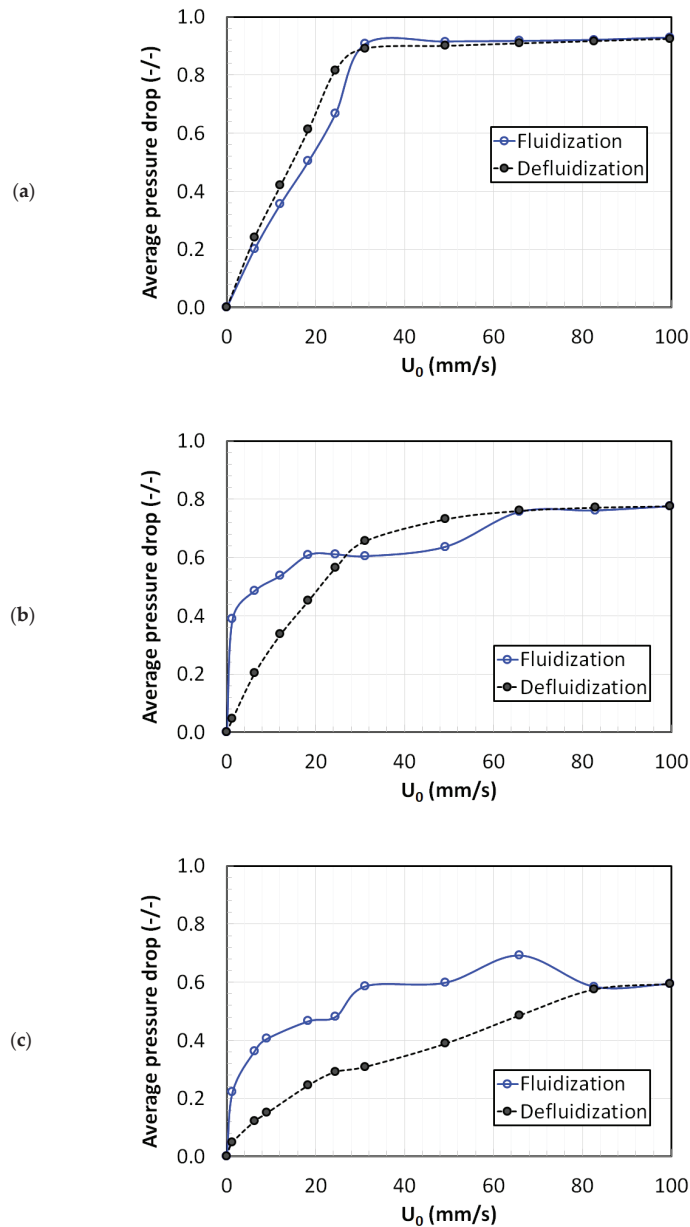 (a)
Average pressure drop (-/-)
1.0
0.8
0.6
0.4
0.2
0.0
Fluidization
Defluidization
0 20 40 60 80 100
U₀ (mm/s)
(b)
Average pressure drop (-/-)
1.0
0.8
0.6
0.4
0.2
0.0
Fluidization
Defluidization
0 20 40 60 80 100
U₀ (mm/s)
(c)
Average pressure drop (-/-)
1.0
0.8
0.6
0.4
0.2
0.0
Fluidization
Defluidization
0 20 40 60 80 100
U₀ (mm/s)